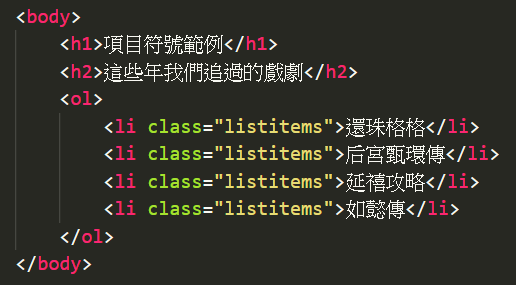 <body>
<h1>項目符號範例</h1>
<h2>這些年我們追過的戲劇</h2>
<ol>
<li class="listitems">還珠格格</li>
<li class="listitems">后宮甄環傳</li>
<li class="listitems">延禧攻略</li>
<li class="listitems">如懿傳</li>
</ol>
</body>